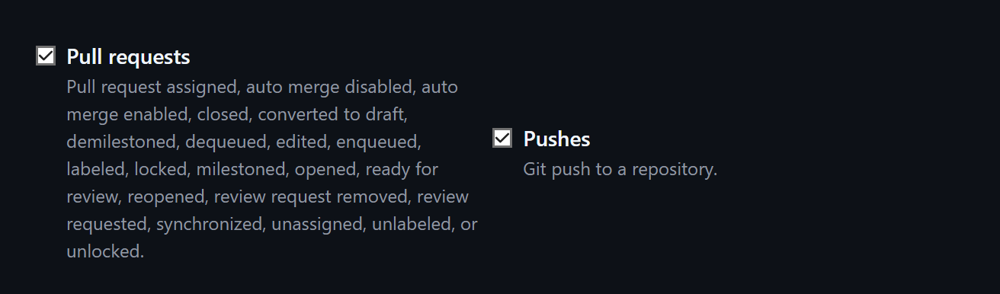 Pull requests
Pull request assigned, auto merge disabled, auto
merge enabled, closed, converted to draft,
demilestoned, dequeued, edited, enqueued,
labeled, locked, milestoned, opened, ready for
review, reopened, review request removed, review
requested, synchronized, unassigned, unlabeled, or
unlocked.
Pushes
Git push to a repository.